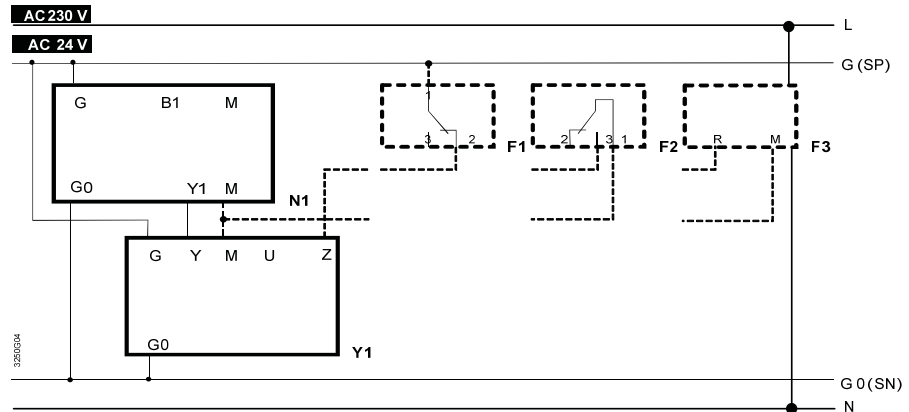 AC 230 V
L
AC 24 V
G (SP)
G B1 M
1
3 2
F1
2 3 1
F2
R M
F3
G0 Y1 M
N1
G Y M U Z
G0
Y1
3250G04
G 0 (SN)
N